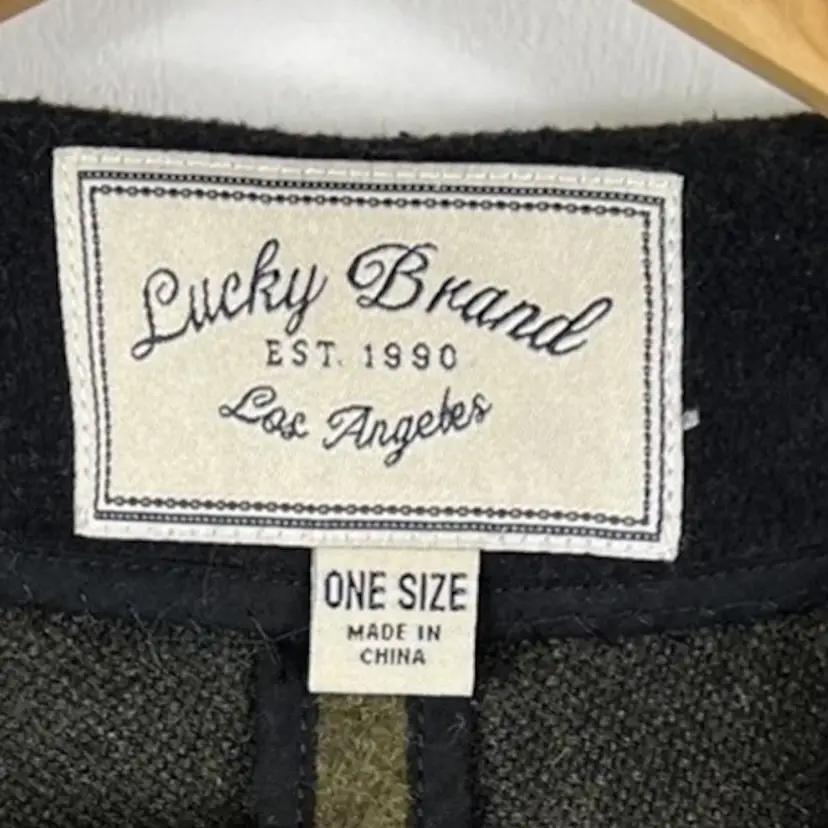 Lucky Brand
EST. 1990
Los Angeles
ONE SIZE
MADE IN
CHINA